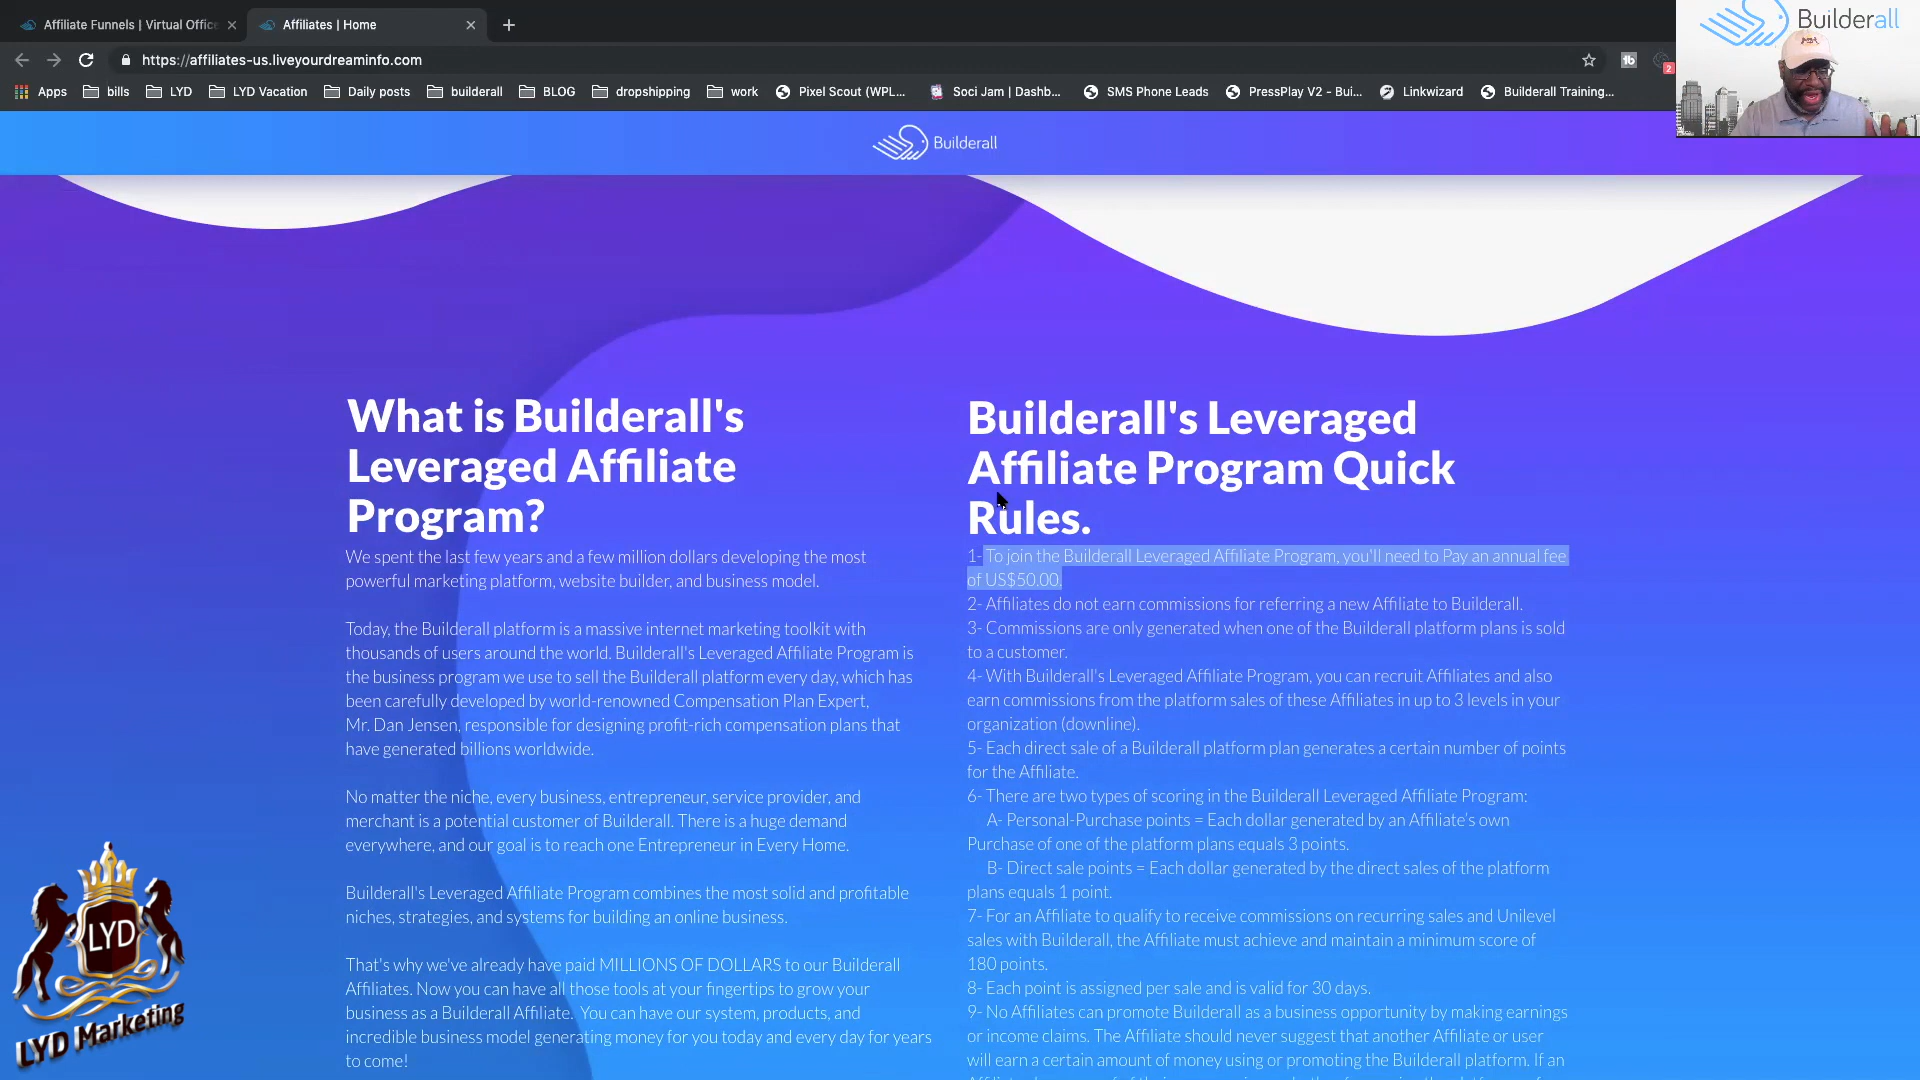 Affiliate Funnels | Virtual Office
Affiliates | Home
https://affiliates-us.liveyourdreaminfo.com
2
Apps
bills
LYD
LYD Vacation
Daily posts
builderall
BLOG
dropshipping
work
Pixel Scout (WPL...
Soci Jam | Dashb...
SMS Phone Leads
PressPlay V2 - Bui...
Linkwizard
Builderall Training...
Builderall
Builderall
What is Builderall's
Leveraged Affiliate
Program?
We spent the last few years and a few million dollars developing the most
powerful marketing platform, website builder, and business model.
Today, the Builderall platform is a massive internet marketing toolkit with
thousands of users around the world. Builderall's Leveraged Affiliate Program is
the business program we use to sell the Builderall platform every day, which has
been carefully developed by world-renowned Compensation Plan Expert,
Mr. Dan Jensen, responsible for designing profit-rich compensation plans that
have generated billions worldwide.
No matter the niche, every business, entrepreneur, service provider, and
merchant is a potential customer of Builderall. There is a huge demand
everywhere, and our goal is to reach one Entrepreneur in Every Home.
Builderall's Leveraged Affiliate Program combines the most solid and profitable
niches, strategies, and systems for building an online business.
That's why we've already have paid MILLIONS OF DOLLARS to our Builderall
Affiliates. Now you can have all those tools at your fingertips to grow your
business as a Builderall Affiliate. You can have our system, products, and
incredible business model generating money for you today and every day for years
to come!
Builderall's Leveraged
Affiliate Program Quick
Rules.
1- To join the Builderall Leveraged Affiliate Program, you'll need to Pay an annual fee
of US$50.00.
2- Affiliates do not earn commissions for referring a new Affiliate to Builderall.
3- Commissions are only generated when one of the Builderall platform plans is sold
to a customer.
4- With Builderall's Leveraged Affiliate Program, you can recruit Affiliates and also
earn commissions from the platform sales of these Affiliates in up to 3 levels in your
organization (downline).
5- Each direct sale of a Builderall platform plan generates a certain number of points
for the Affiliate.
6- There are two types of scoring in the Builderall Leveraged Affiliate Program:
A- Personal-Purchase points = Each dollar generated by an Affiliate's own
Purchase of one of the platform plans equals 3 points.
B- Direct sale points = Each dollar generated by the direct sales of the platform
plans equals 1 point.
7- For an Affiliate to qualify to receive commissions on recurring sales and Unilevel
sales with Builderall, the Affiliate must achieve and maintain a minimum score of
180 points.
8- Each point is assigned per sale and is valid for 30 days.
9- No Affiliates can promote Builderall as a business opportunity by making earnings
or income claims. The Affiliate should never suggest that another Affiliate or user
will earn a certain amount of money using or promoting the Builderall platform. If an
LYD
LYD Marketing